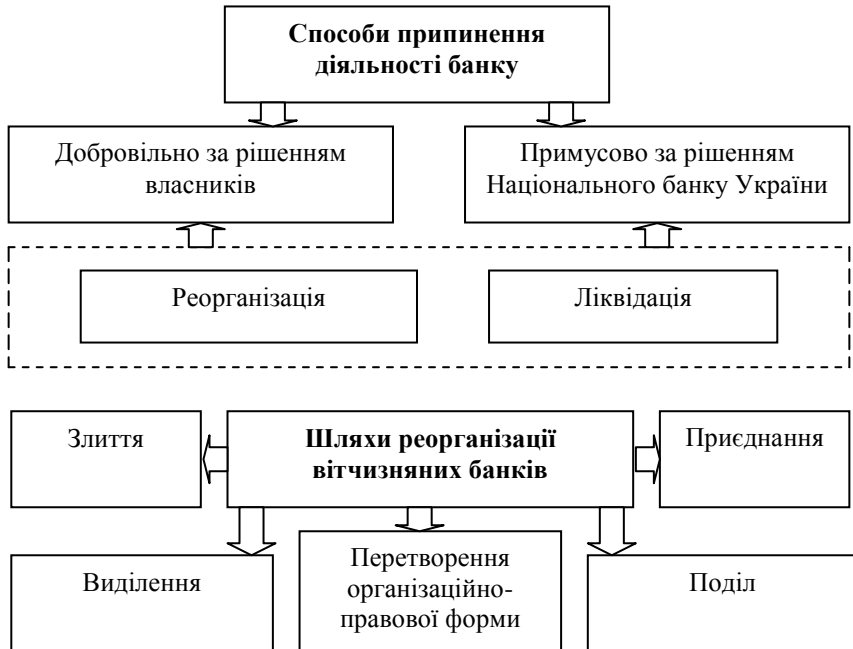 Способи припинення
діяльності банку
Добровільно за рішенням
власників
Примусово за рішенням
Національного банку України
Реорганізація
Ліквідація
Злиття
Шляхи реорганізації
вітчизняних банків
Приєднання
Виділення
Перетворення
організаційно-
правової форми
Поділ